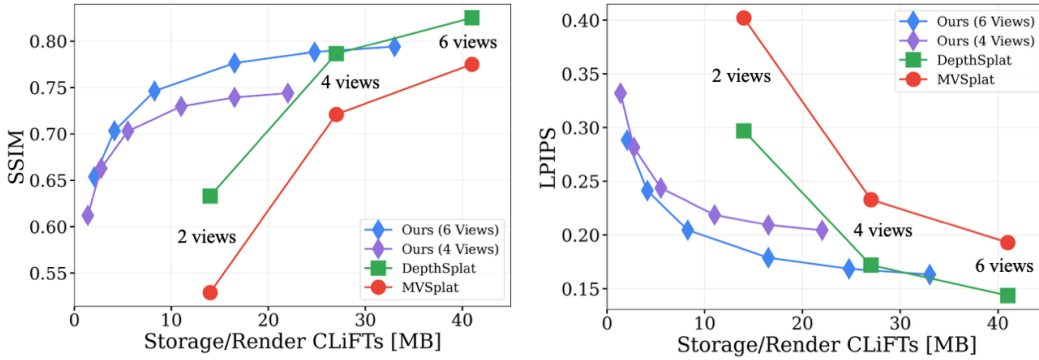 SSIM
0.80
0.75
0.70
0.65
0.60
0.55
6 views
4 views
2 views
Ours (6 Views)
Ours (4 Views)
DepthSplat
MVSplat
0 10 20 30 40
Storage/Render CLiFTs [MB]
LPIPS
0.40
0.35
0.30
0.25
0.20
0.15
Ours (6 Views)
Ours (4 Views)
DepthSplat
MVSplat
2 views
4 views
6 views
0 10 20 30 40
Storage/Render CLiFTs [MB]